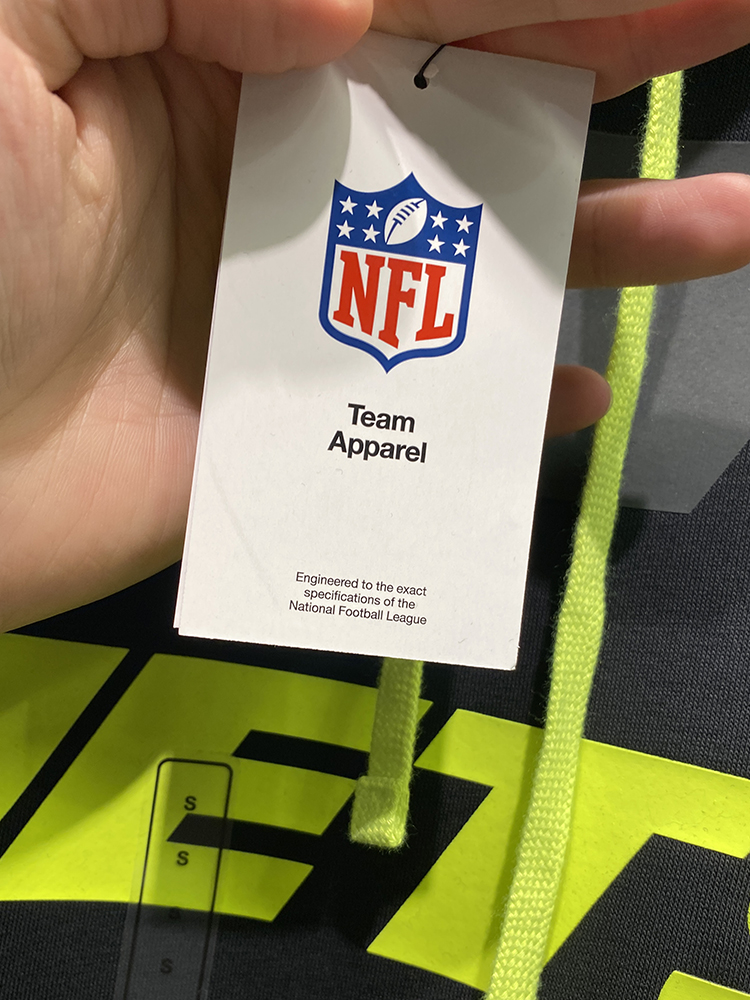 NFL
Team
Apparel
Engineered to the exact
specifications of the
National Football League
S
S
S
S